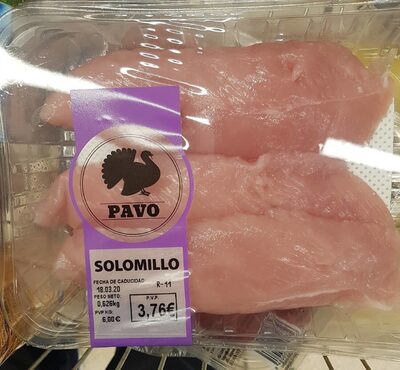 PAVO
SOLOMILLO
FECHA DE CADUCIDAD R-11
18.03.20
PESO NETO: P.V.P
0,626kg
PVP KG: 3,76€
6,00 €